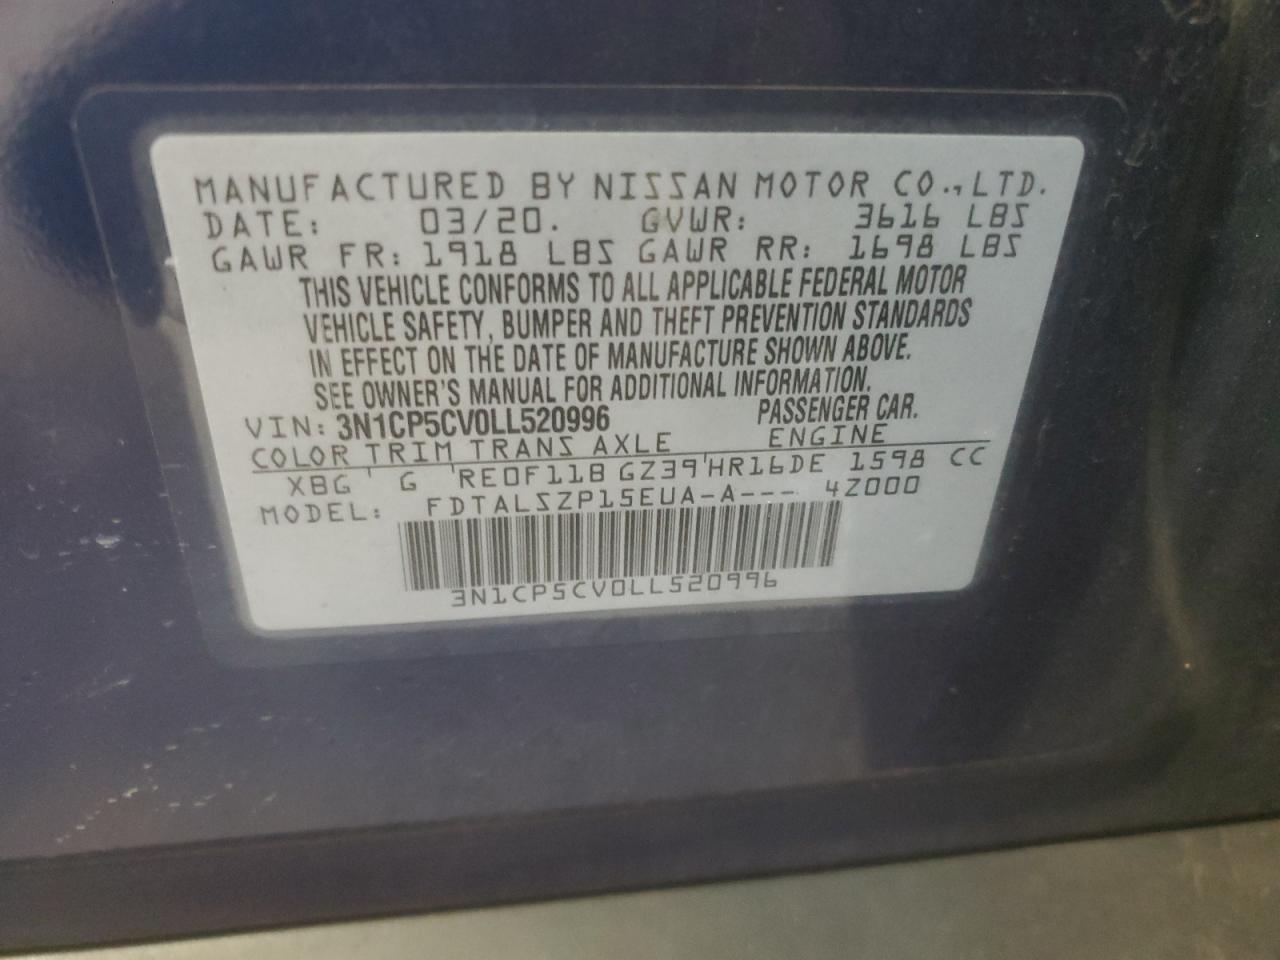 MANUFACTURED BY NISSAN MOTOR CO., LTD.
DATE: 03/20. GVWR: 3616 LBS
GAWR FR: 1918 LBS GAWR RR: 1698 LBS
THIS VEHICLE CONFORMS TO ALL APPLICABLE FEDERAL MOTOR
VEHICLE SAFETY, BUMPER AND THEFT PREVENTION STANDARDS
IN EFFECT ON THE DATE OF MANUFACTURE SHOWN ABOVE.
SEE OWNER'S MANUAL FOR ADDITIONAL INFORMATION.
VIN: 3N1CP5CV0LL520996 PASSENGER CAR.
COLOR TRIM TRANS AXLE ENGINE
XBG G RE0F11B GZ39 HR16DE 1598 CC
MODEL: FDTALSZP15EUA-A--- 4Z000
3N1CP5CV0LL520996